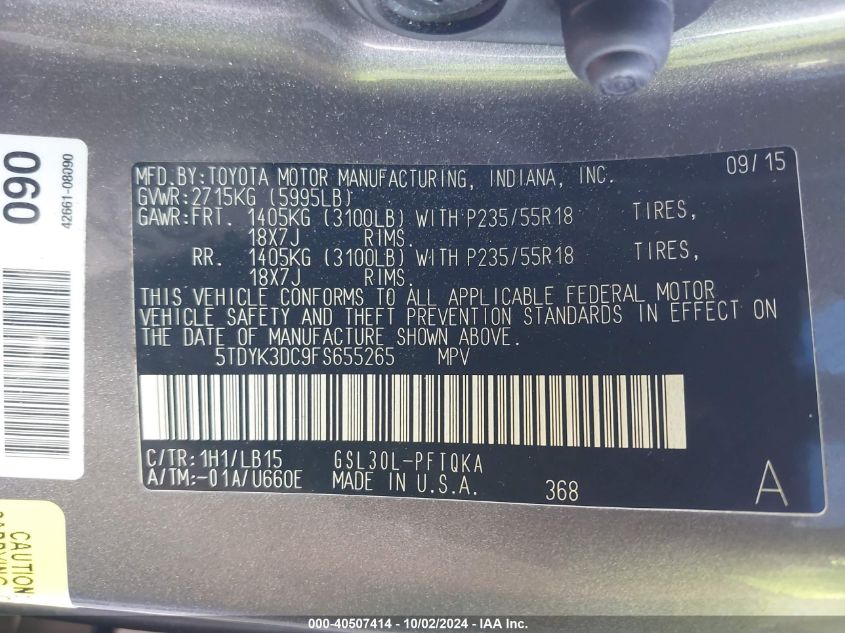 MFD.BY:TOYOTA MOTOR MANUFACTURING, INDIANA, INC. 09/15
GVWR:2715KG (5995LB)
GAWR:FRT. 1405KG (3100LB) WITH P235/55R18 TIRES,
18X7J RIMS.
RR. 1405KG (3100LB) WITH P235/55R18 TIRES,
18X7J RIMS.
THIS VEHICLE CONFORMS TO ALL APPLICABLE FEDERAL MOTOR
VEHICLE SAFETY AND THEFT PREVENTION STANDARDS IN EFFECT ON
THE DATE OF MANUFACTURE SHOWN ABOVE.
5TDYK3DC9FS655265 MPV
C/TR:1H1/LB15 GSL30L-PFTQKA
A/TM:-01A/U660E MADE IN U.S.A. 368 A
090
42661-08090
CAUTION
000-40507414 / 10/02/2024 - IAA Inc.